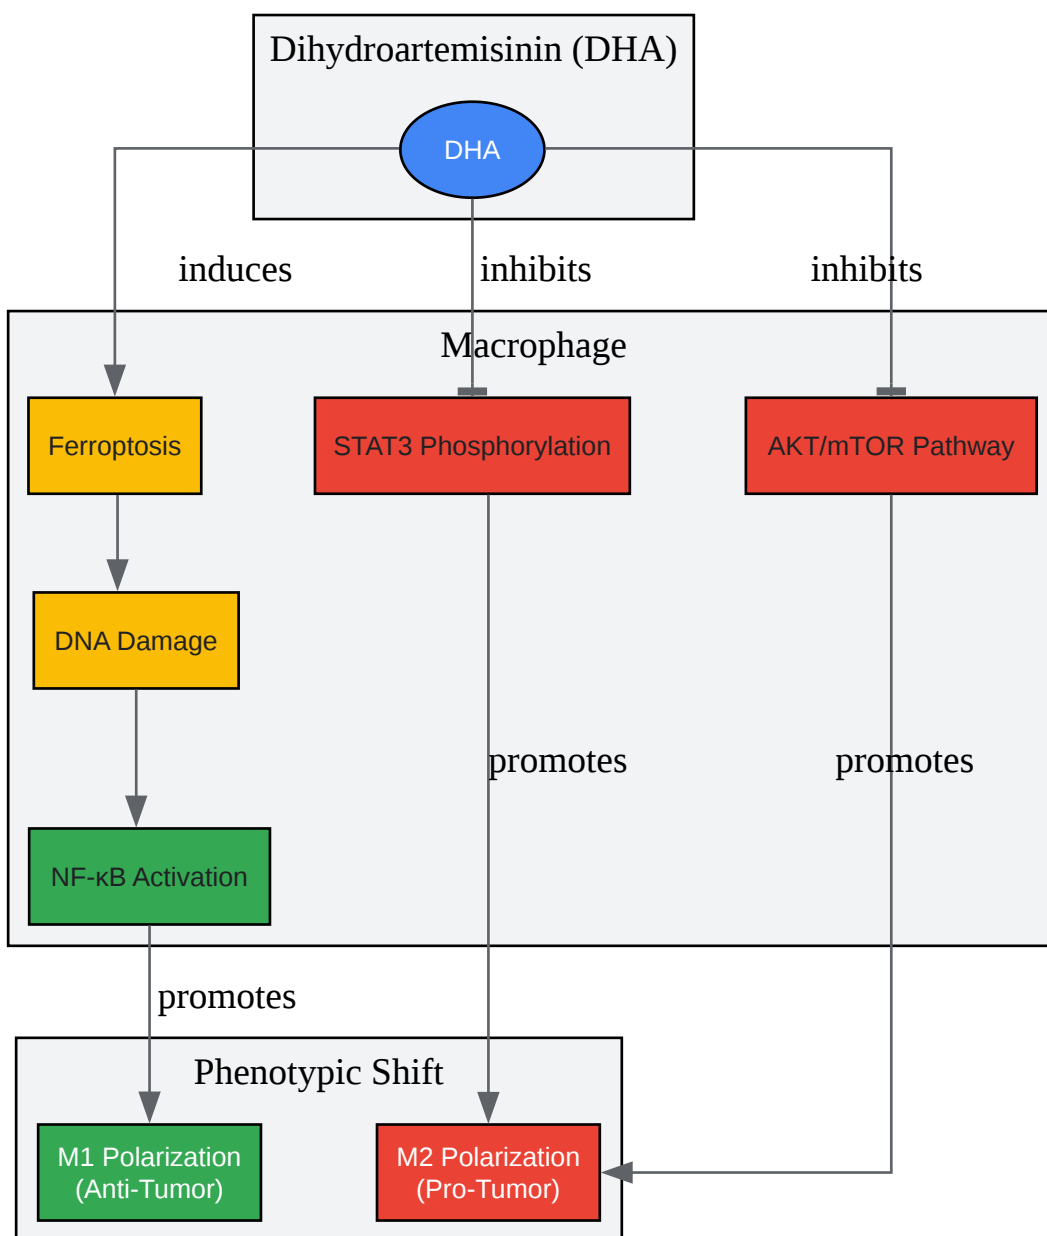 Dihydroartemisinin (DHA)
DHA
induces
inhibits
inhibits
Macrophage
Ferroptosis
STAT3 Phosphorylation
AKT/mTOR Pathway
DNA Damage
promotes
promotes
NF-κB Activation
promotes
Phenotypic Shift
M1 Polarization
(Anti-Tumor)
M2 Polarization
(Pro-Tumor)